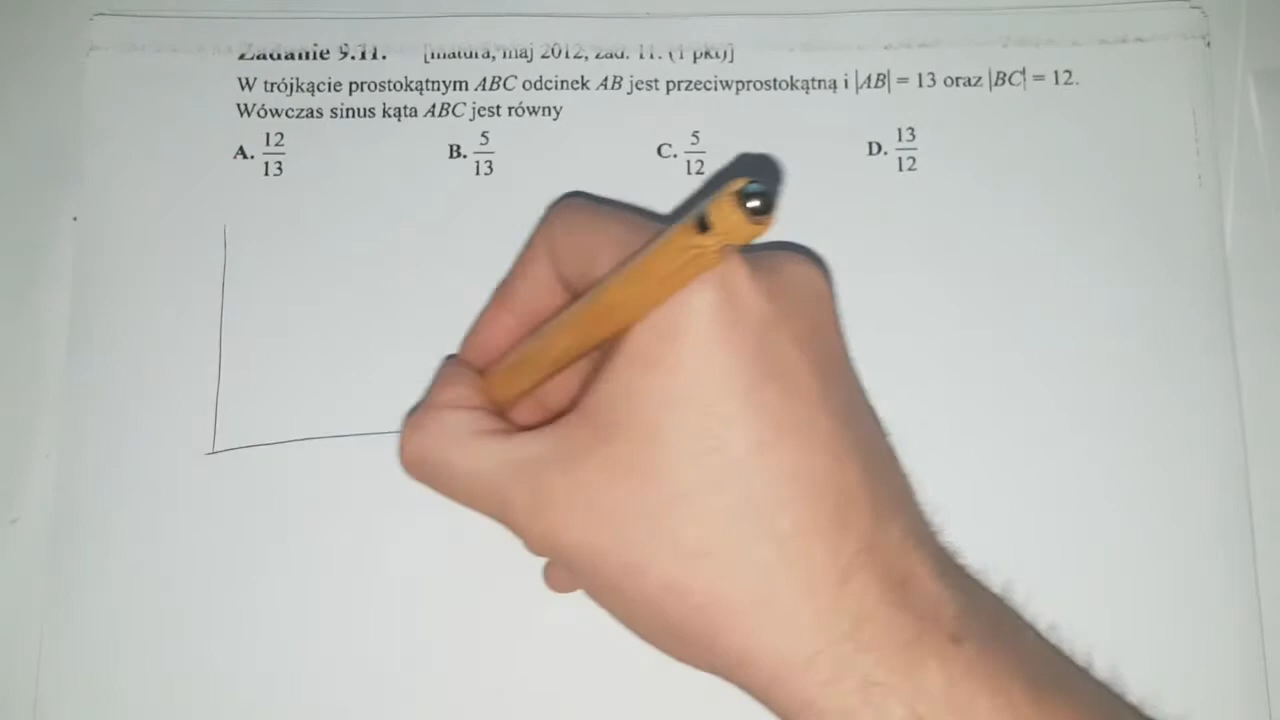 Zadanie 9.11. [matura, maj 2012, zad. 11. (1 pkt)]
W trójkącie prostokątnym ABC odcinek AB jest przeciwprostokątną i |AB| = 13 oraz |BC| = 12.
Wówczas sinus kąta ABC jest równy
A. 12/13 B. 5/13 C. 5/12 D. 13/12